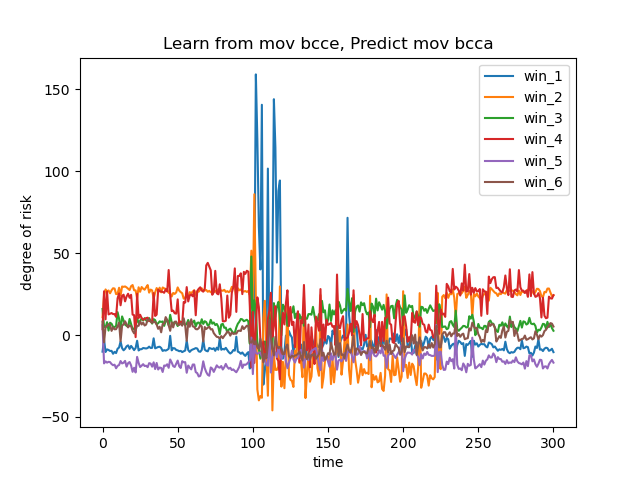 Learn from mov bcce, Predict mov bcca
degree of risk
150
100
50
0
−50
0 50 100 150 200 250 300
time
win_1
win_2
win_3
win_4
win_5
win_6